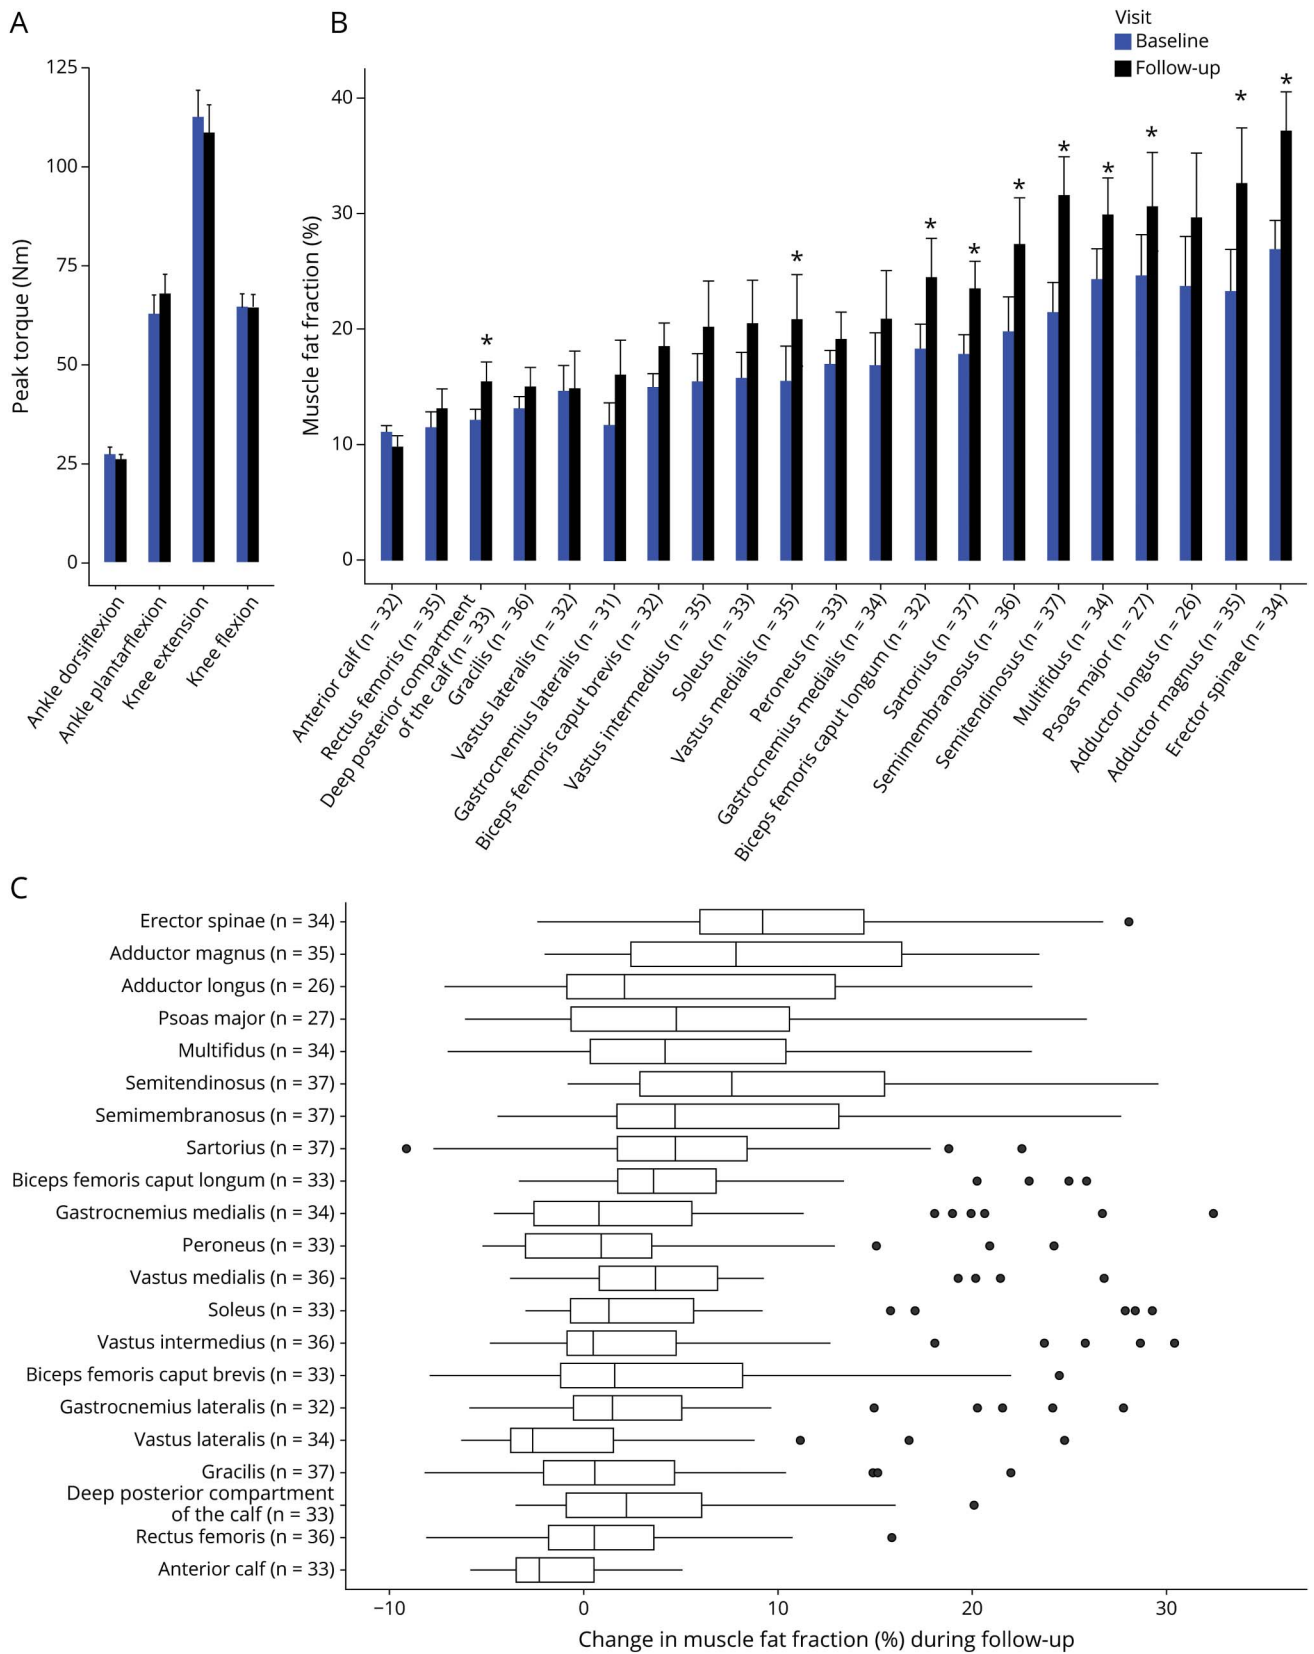 A
B
Visit
Baseline
Follow-up
Peak torque (Nm)
125
100
75
50
25
0
Ankle dorsiflexion
Ankle plantarflexion
Knee extension
Knee flexion
Muscle fat fraction (%)
40
30
20
10
0
*
*
*
*
*
*
*
*
*
*
Anterior calf (n = 32)
Rectus femoris (n = 35)
Deep posterior compartment
of the calf (n = 33)
Gracilis (n = 36)
Vastus lateralis (n = 32)
Gastrocnemius lateralis (n = 31)
Biceps femoris caput brevis (n = 32)
Vastus intermedius (n = 35)
Soleus (n = 33)
Vastus medialis (n = 35)
Peroneus (n = 33)
Gastrocnemius medialis (n = 34)
Biceps femoris caput longum (n = 32)
Sartorius (n = 37)
Semimembranosus (n = 36)
Semitendinosus (n = 37)
Multifidus (n = 34)
Psoas major (n = 27)
Adductor longus (n = 26)
Adductor magnus (n = 35)
Erector spinae (n = 34)
C
Erector spinae (n = 34)
Adductor magnus (n = 35)
Adductor longus (n = 26)
Psoas major (n = 27)
Multifidus (n = 34)
Semitendinosus (n = 37)
Semimembranosus (n = 37)
Sartorius (n = 37)
Biceps femoris caput longum (n = 33)
Gastrocnemius medialis (n = 34)
Peroneus (n = 33)
Vastus medialis (n = 36)
Soleus (n = 33)
Vastus intermedius (n = 36)
Biceps femoris caput brevis (n = 33)
Gastrocnemius lateralis (n = 32)
Vastus lateralis (n = 34)
Gracilis (n = 37)
Deep posterior compartment
of the calf (n = 33)
Rectus femoris (n = 36)
Anterior calf (n = 33)
−10
0
10
20
30
Change in muscle fat fraction (%) during follow-up